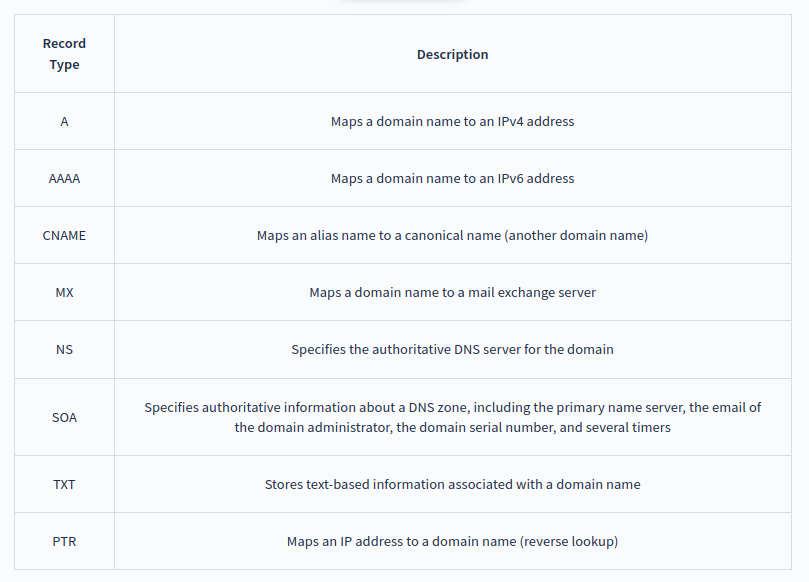 Record
Type
Description
A
Maps a domain name to an IPv4 address
AAAA
Maps a domain name to an IPv6 address
CNAME
Maps an alias name to a canonical name (another domain name)
MX
Maps a domain name to a mail exchange server
NS
Specifies the authoritative DNS server for the domain
SOA
Specifies authoritative information about a DNS zone, including the primary name server, the email of
the domain administrator, the domain serial number, and several timers
TXT
Stores text-based information associated with a domain name
PTR
Maps an IP address to a domain name (reverse lookup)